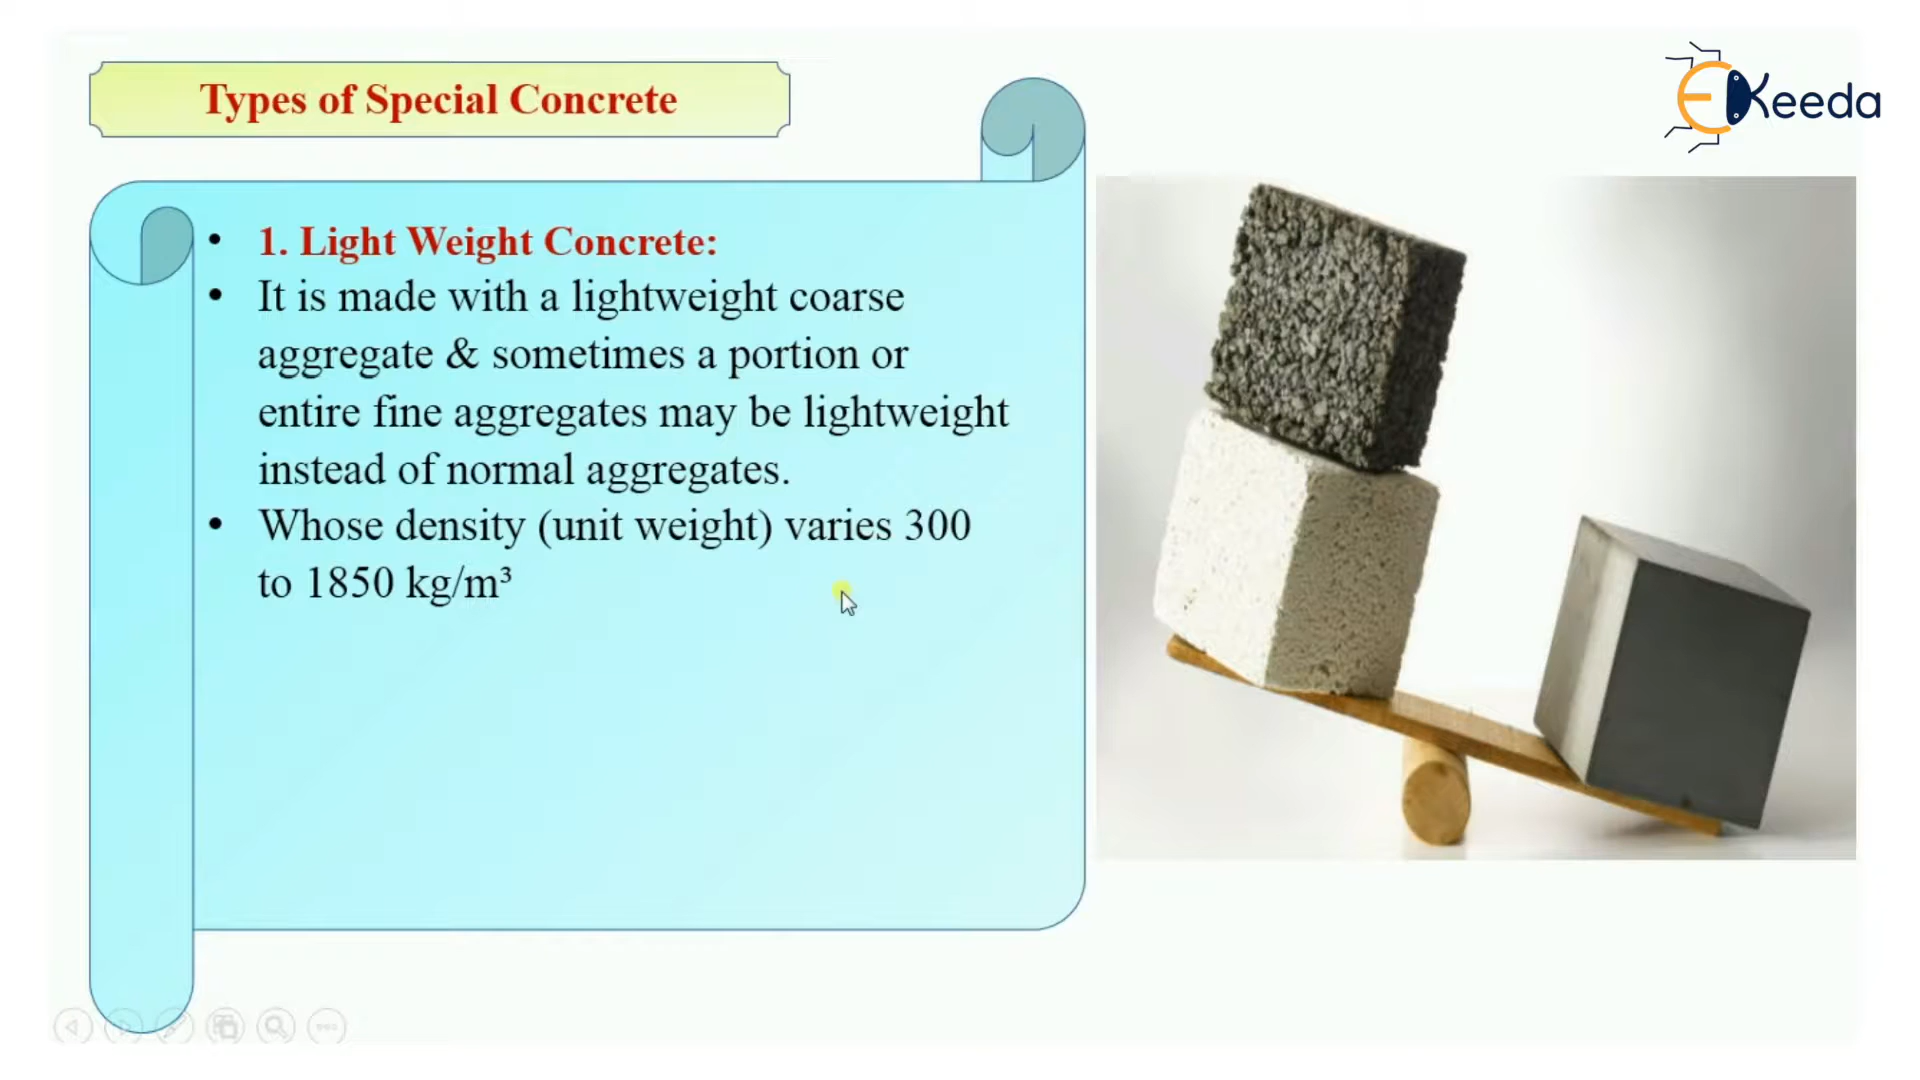 Types of Special Concrete
EKeeda
• 1. Light Weight Concrete:
• It is made with a lightweight coarse
aggregate & sometimes a portion or
entire fine aggregates may be lightweight
instead of normal aggregates.
• Whose density (unit weight) varies 300
to 1850 kg/m³